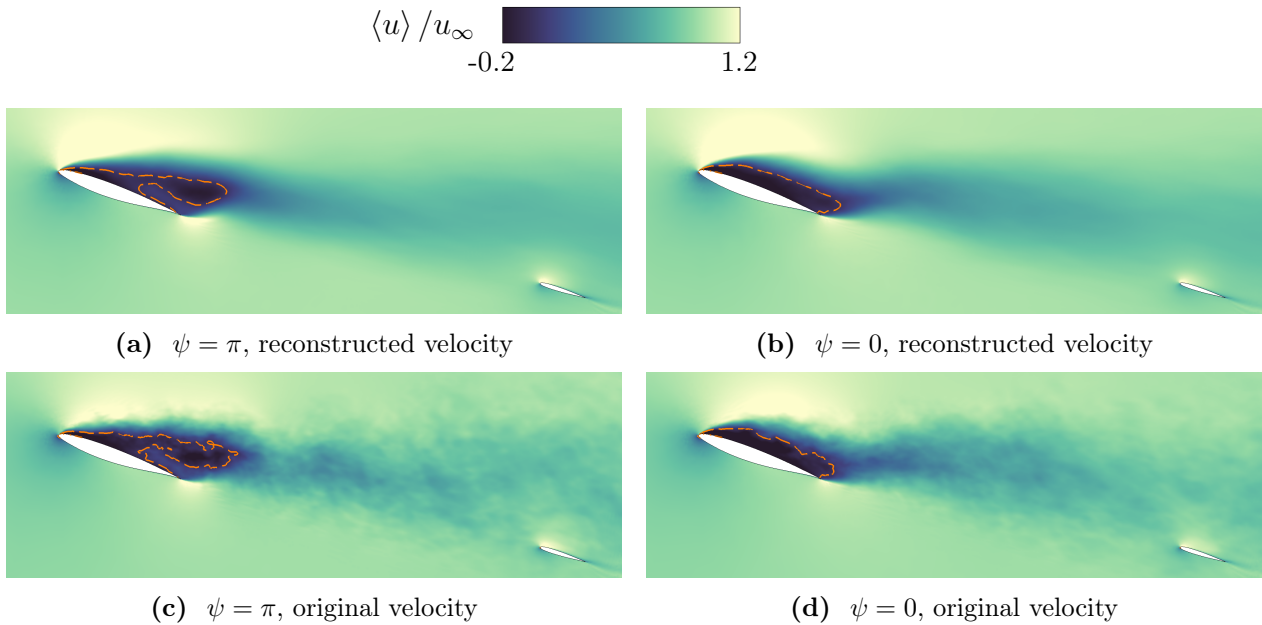 ⟨u⟩ /u∞
-0.2 1.2
(a) ψ = π, reconstructed velocity
(b) ψ = 0, reconstructed velocity
(c) ψ = π, original velocity
(d) ψ = 0, original velocity